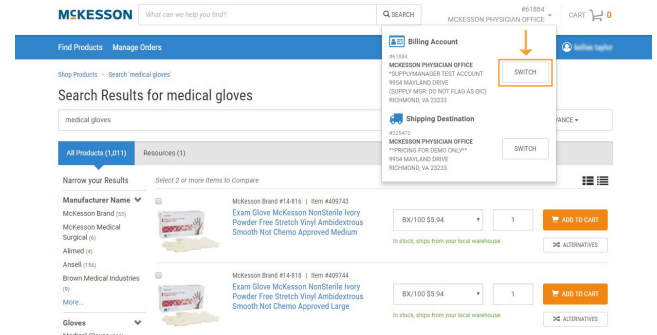 MCKESSON
What can we help you find?
SEARCH
#61884
MCKESSON PHYSICIAN OFFICE
CART 0
Find Products Manage Orders
Billing Account
#61884
MCKESSON PHYSICIAN OFFICE
*SUPPLYMANAGER TEST ACCOUNT
9954 MAYLAND DRIVE
(SUPPLY MGR: DO NOT FLAG AS OIC)
RICHMOND, VA 23233
SWITCH
Shipping Destination
#225472
MCKESSON PHYSICIAN OFFICE
**PRICING FOR DEMO ONLY**
9954 MAYLAND DRIVE
RICHMOND, VA 23233
SWITCH
Shop Products > Search 'medical gloves'
Search Results for medical gloves
medical gloves
VANCE
All Products (1,011) Resources (1)
Narrow your Results
Select 2 or more Items to Compare
Manufacturer Name
McKesson Brand (55)
McKesson Medical
Surgical (6)
Alimed (4)
Ansell (156)
Brown Medical Industries
(9)
More...
Gloves
McKesson Brand #14-816 | Item #409743
Exam Glove McKesson NonSterile Ivory
Powder Free Stretch Vinyl Ambidextrous
Smooth Not Chemo Approved Medium
BX/100 $5.94 1 ADD TO CART
In stock, ships from your local warehouse
ALTERNATIVES
McKesson Brand #14-818 | Item #409744
Exam Glove McKesson NonSterile Ivory
Powder Free Stretch Vinyl Ambidextrous
Smooth Not Chemo Approved Large
BX/100 $5.94 1 ADD TO CART
In stock, ships from your local warehouse
ALTERNATIVES